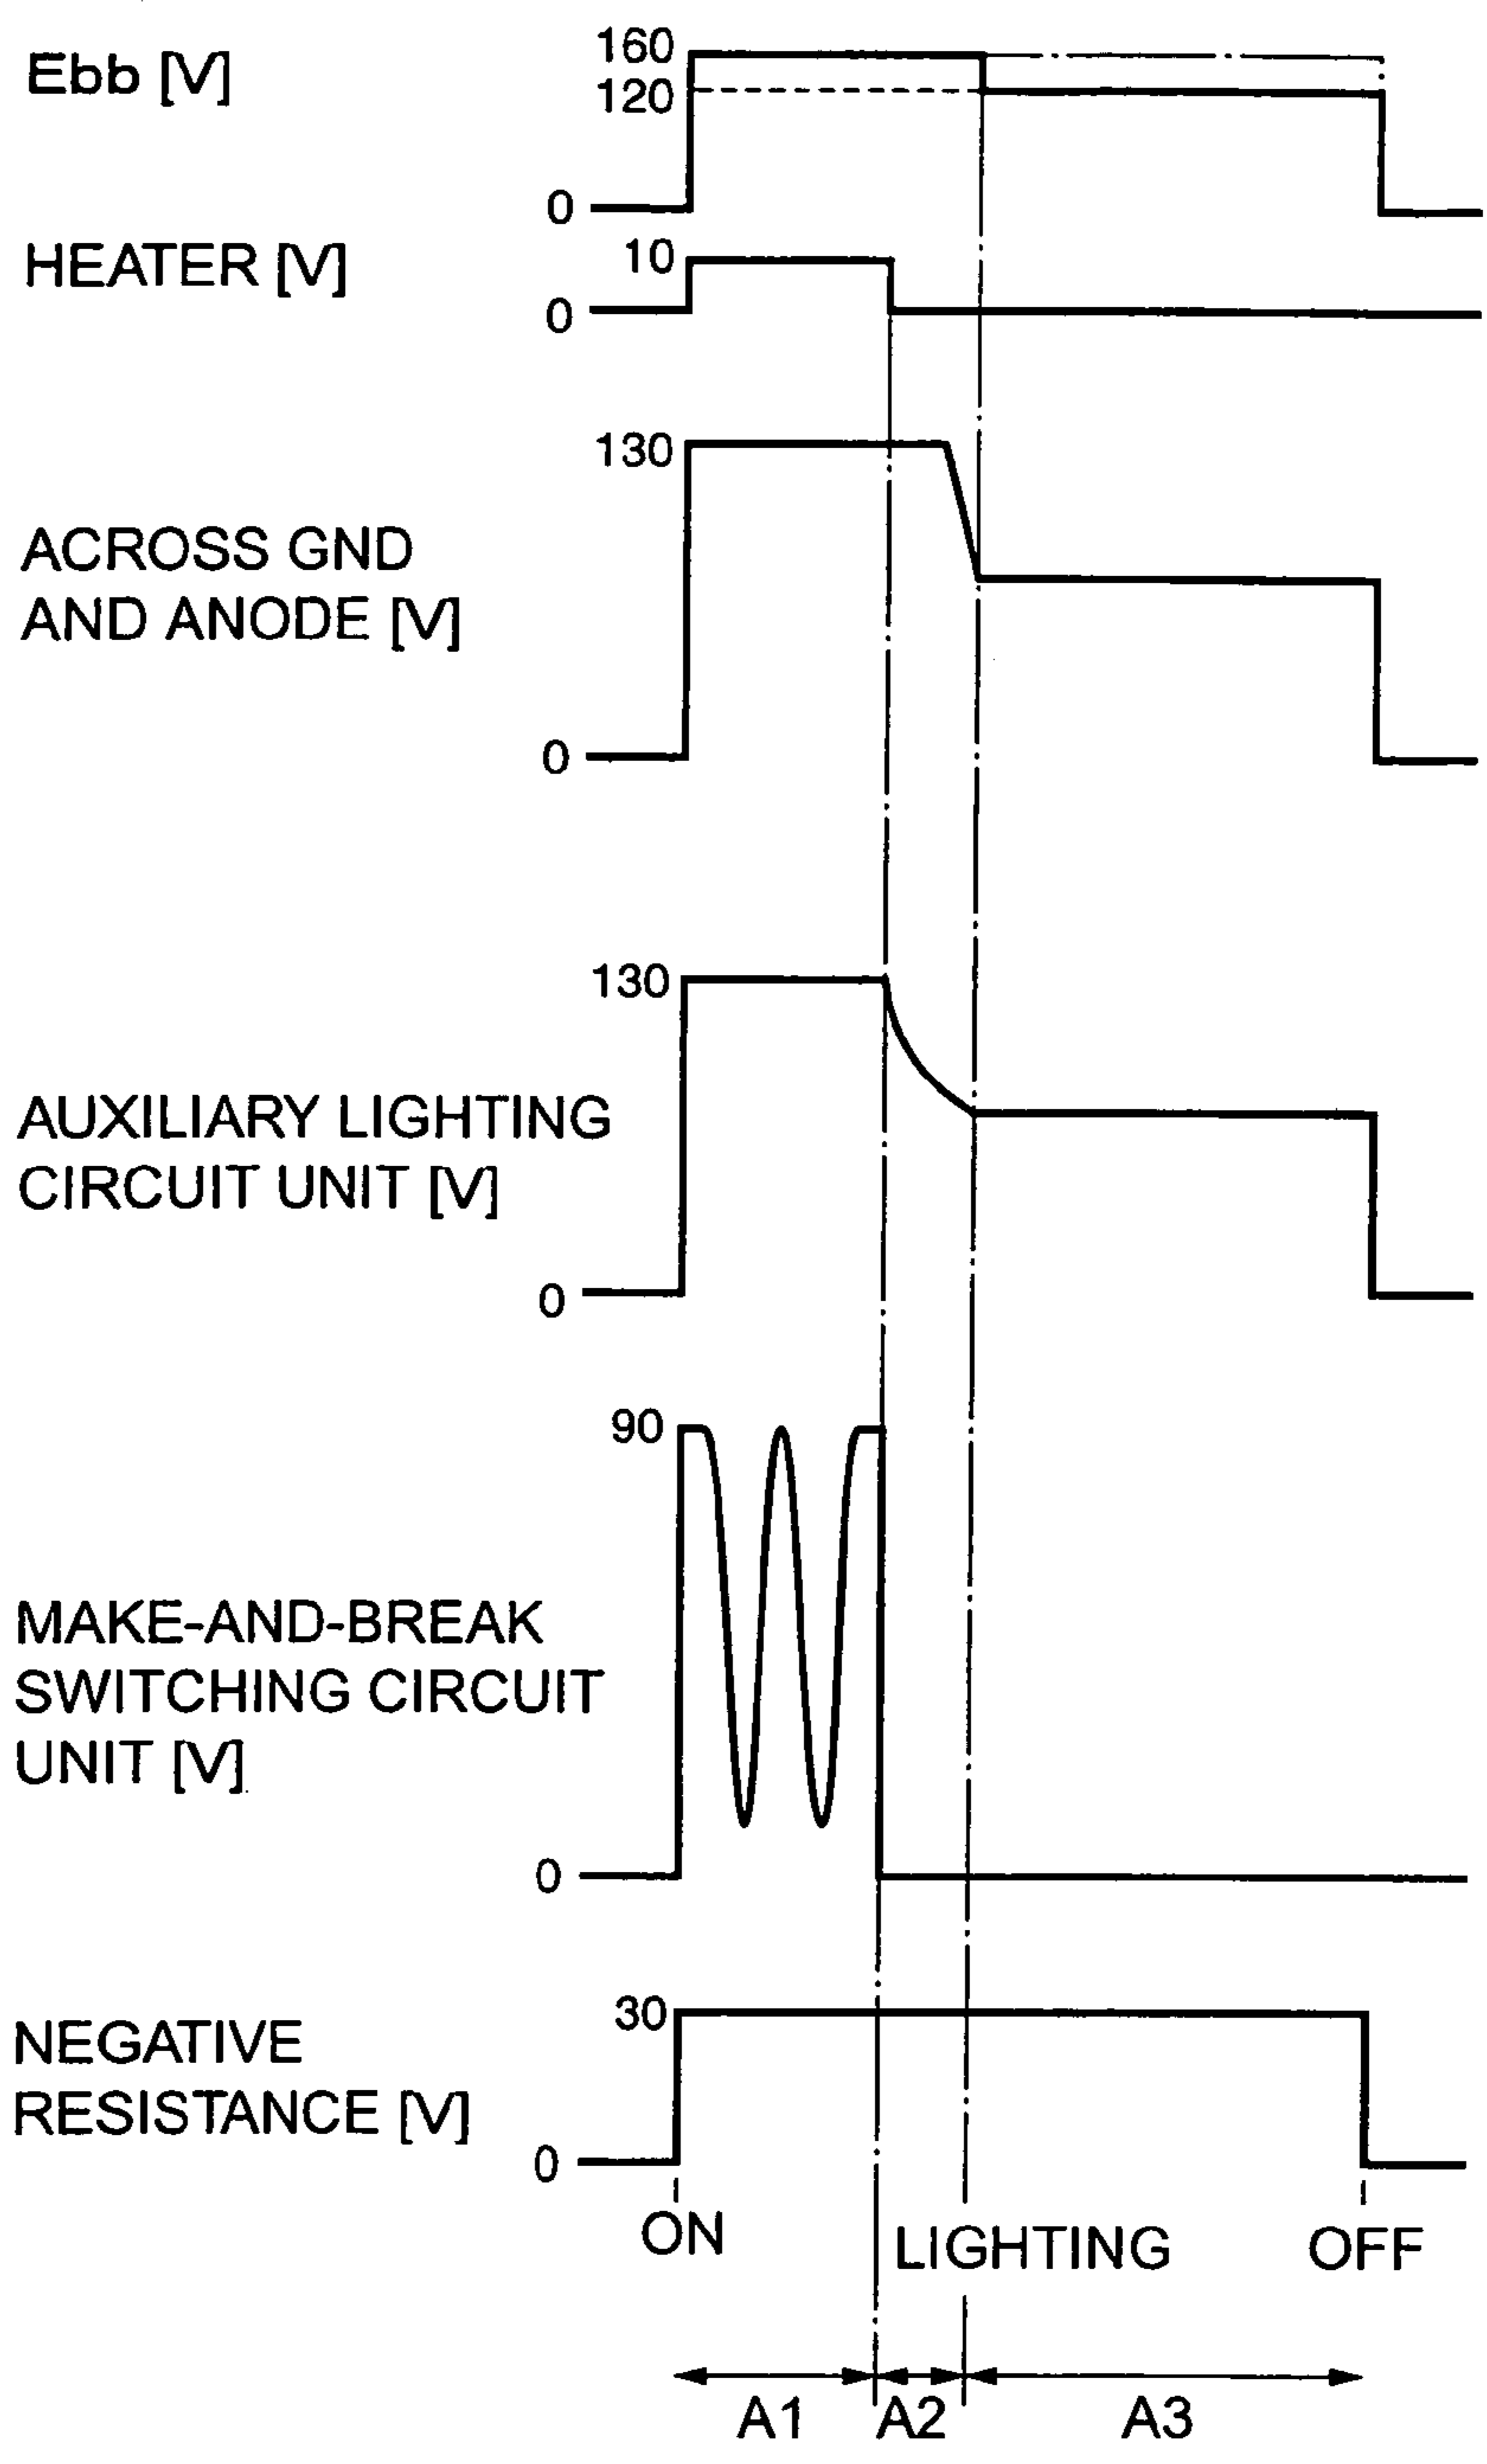 Ebb [V]
160
120
0
HEATER [V]
10
0
130
ACROSS GND
AND ANODE [V]
0
130
AUXILIARY LIGHTING
CIRCUIT UNIT [V]
0
90
MAKE-AND-BREAK
SWITCHING CIRCUIT
UNIT [V]
0
30
NEGATIVE
RESISTANCE [V]
0
ON
LIGHTING
OFF
A1
A2
A3